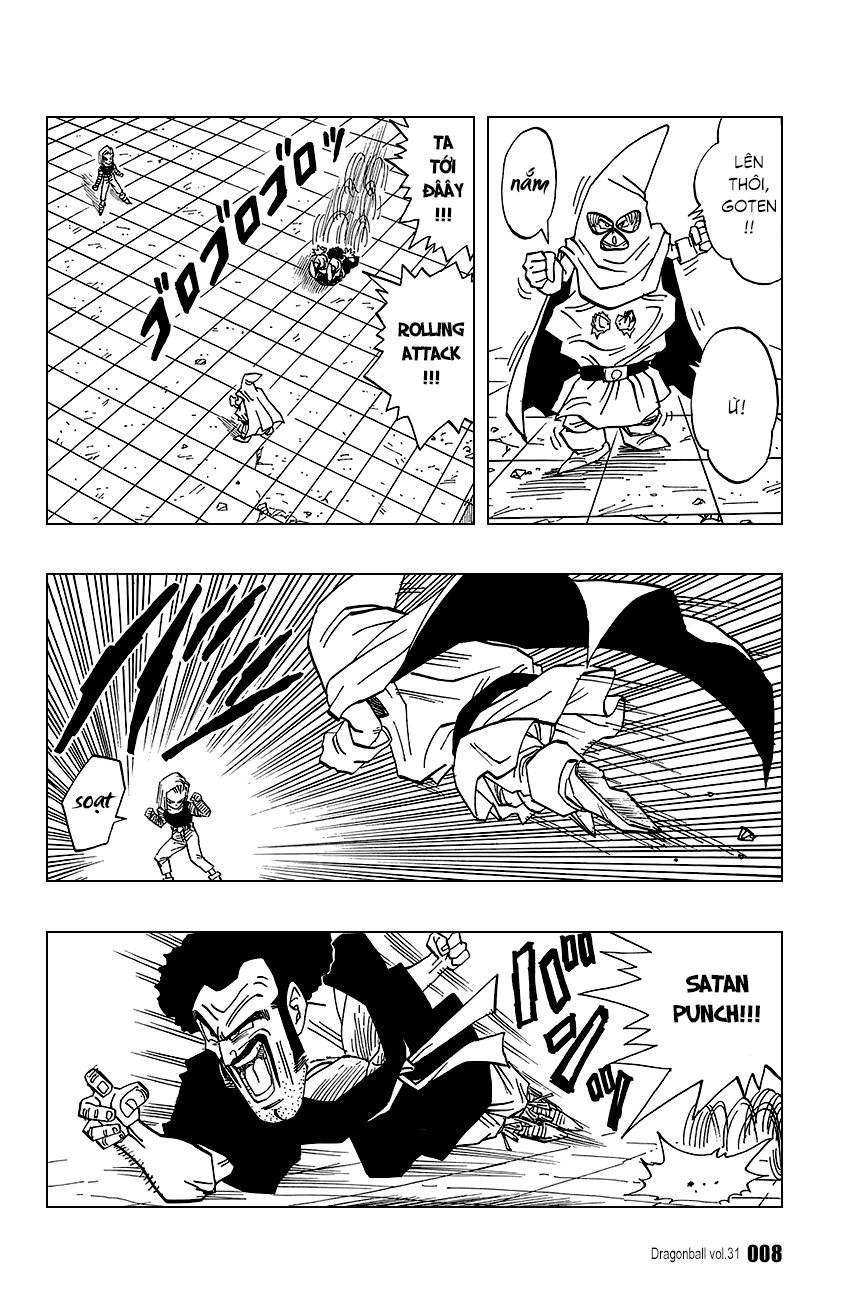 LÊN
THÔI,
GOTEN
!!
nắm
Ừ!
TA
TỚI
ĐÂÂY
!!!
ROLLING
ATTACK
!!!
ゴロゴロゴロッ
soạt
SATAN
PUNCH!!!
...
Dragonball vol.31 008